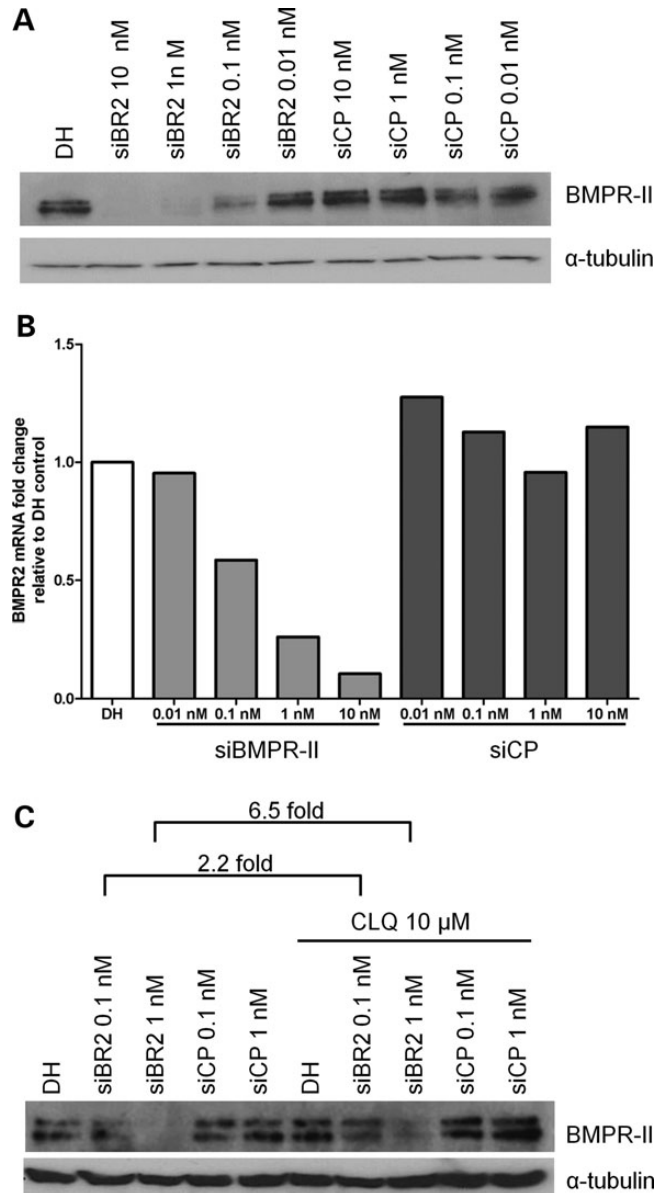 A
DH
siBR2 10 nM
siBR2 1n M
siBR2 0.1 nM
siBR2 0.01 nM
siCP 10 nM
siCP 1 nM
siCP 0.1 nM
siCP 0.01 nM
BMPR-II
α-tubulin
B
BMPR2 mRNA fold change
relative to DH control
1.5
1.0
0.5
0.0
DH 0.01 nM 0.1 nM 1 nM 10 nM 0.01 nM 0.1 nM 1 nM 10 nM
siBMPR-II siCP
C
6.5 fold
2.2 fold
CLQ 10 µM
DH
siBR2 0.1 nM
siBR2 1 nM
siCP 0.1 nM
siCP 1 nM
DH
siBR2 0.1 nM
siBR2 1 nM
siCP 0.1 nM
siCP 1 nM
BMPR-II
α-tubulin